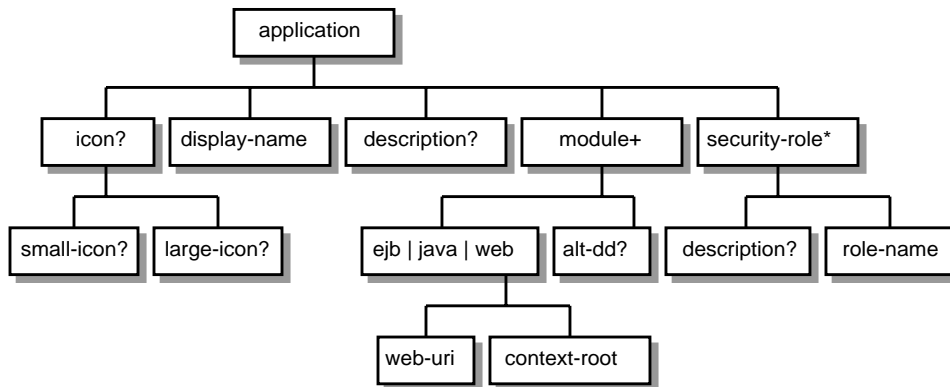 application
icon?
display-name
description?
module+
security-role*
small-icon?
large-icon?
ejb | java | web
alt-dd?
description?
role-name
web-uri
context-root